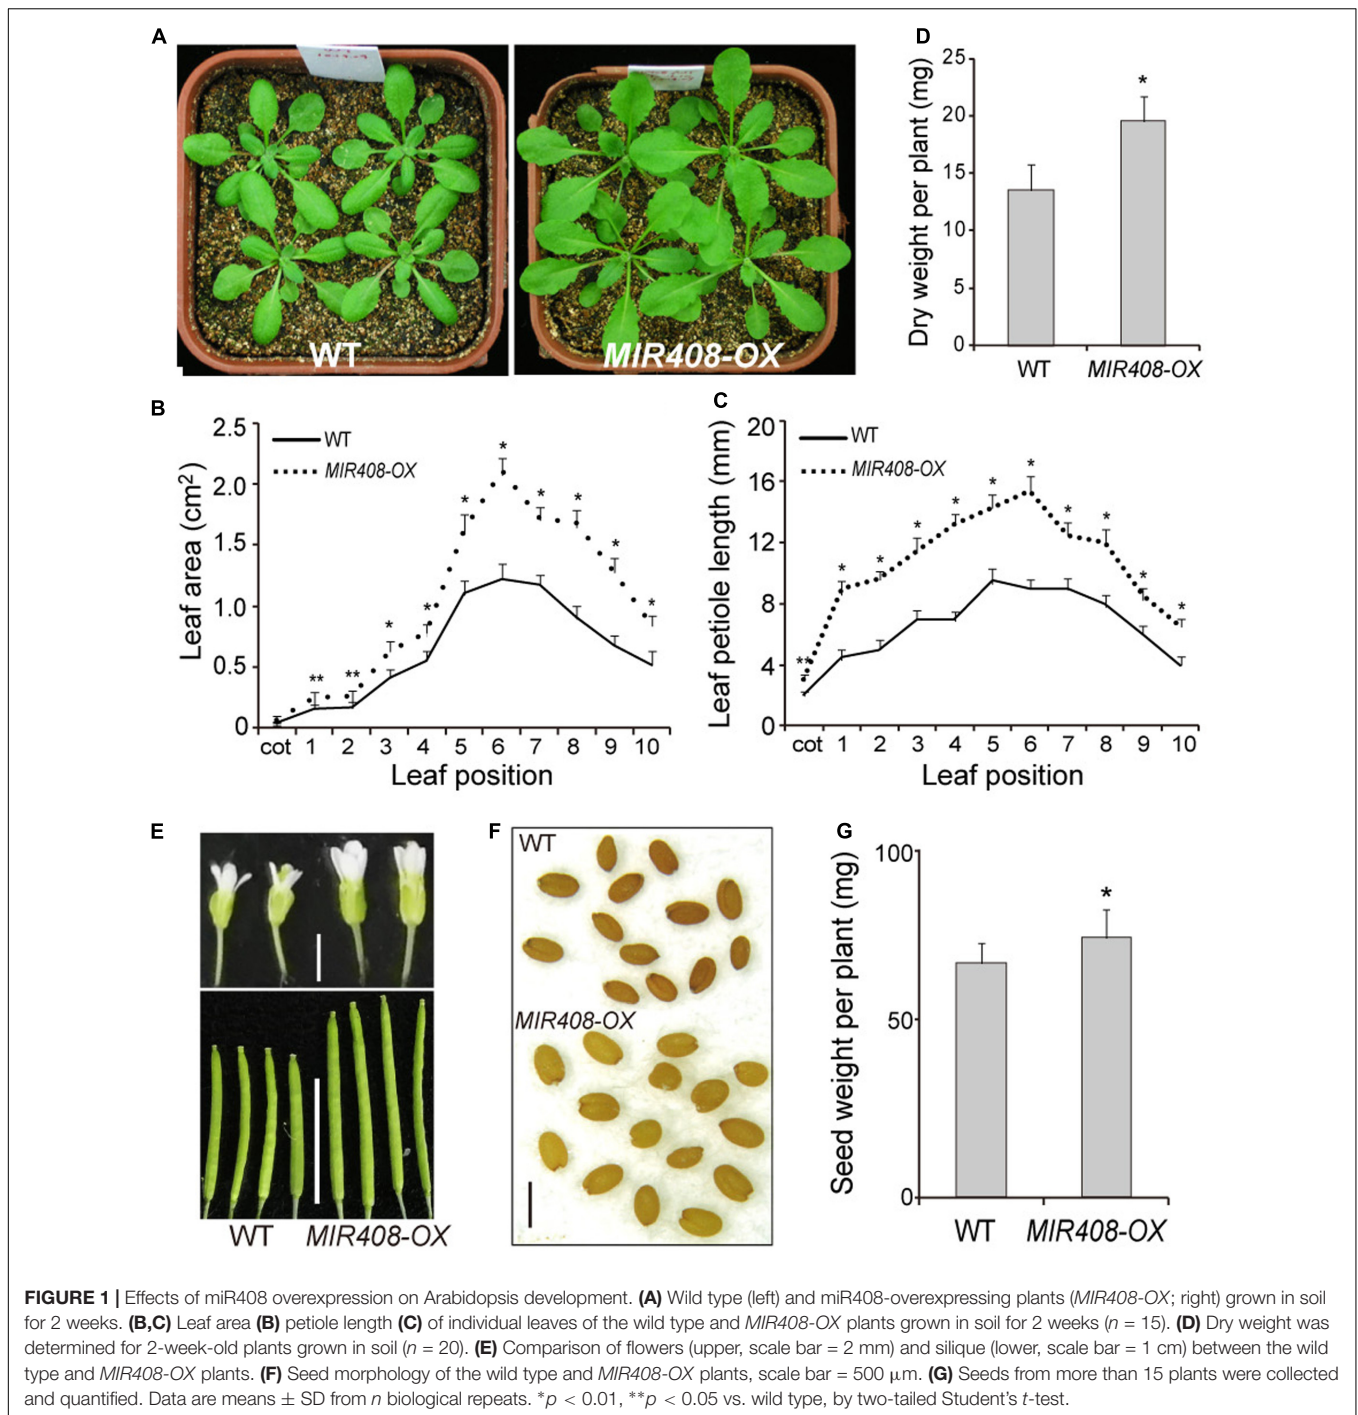 A
WT
MIR408-OX
D
Dry weight per plant (mg)
25
20
15
10
5
0
WT
MIR408-OX
*
B
Leaf area (cm²)
2.5
2.0
1.5
1.0
0.5
0
WT
MIR408-OX
** ** * * * * * * * *
cot 1 2 3 4 5 6 7 8 9 10
Leaf position
C
Leaf petiole length (mm)
20
16
12
8
4
0
WT
MIR408-OX
** * * * * * * * * * *
cot 1 2 3 4 5 6 7 8 9 10
Leaf position
E
WT MIR408-OX
F
WT
MIR408-OX
G
Seed weight per plant (mg)
100
50
0
*
WT
MIR408-OX
FIGURE 1 | Effects of miR408 overexpression on Arabidopsis development. (A) Wild type (left) and miR408-overexpressing plants (MIR408-OX; right) grown in soil
for 2 weeks. (B,C) Leaf area (B) petiole length (C) of individual leaves of the wild type and MIR408-OX plants grown in soil for 2 weeks (n = 15). (D) Dry weight was
determined for 2-week-old plants grown in soil (n = 20). (E) Comparison of flowers (upper, scale bar = 2 mm) and silique (lower, scale bar = 1 cm) between the wild
type and MIR408-OX plants. (F) Seed morphology of the wild type and MIR408-OX plants, scale bar = 500 μm. (G) Seeds from more than 15 plants were collected
and quantified. Data are means ± SD from n biological repeats. *p < 0.01, **p < 0.05 vs. wild type, by two-tailed Student's t-test.